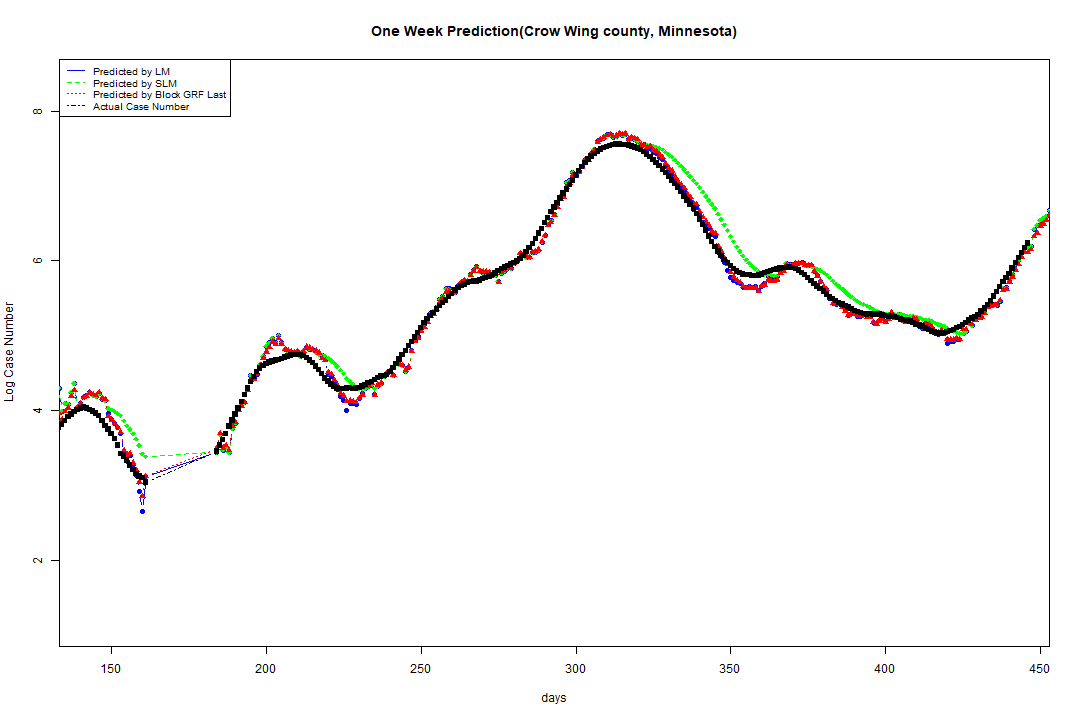 One Week Prediction(Crow Wing county, Minnesota)
Predicted by LM
Predicted by SLM
Predicted by Block GRF Last
Actual Case Number
8
6
4
2
Log Case Number
150 200 250 300 350 400 450
days